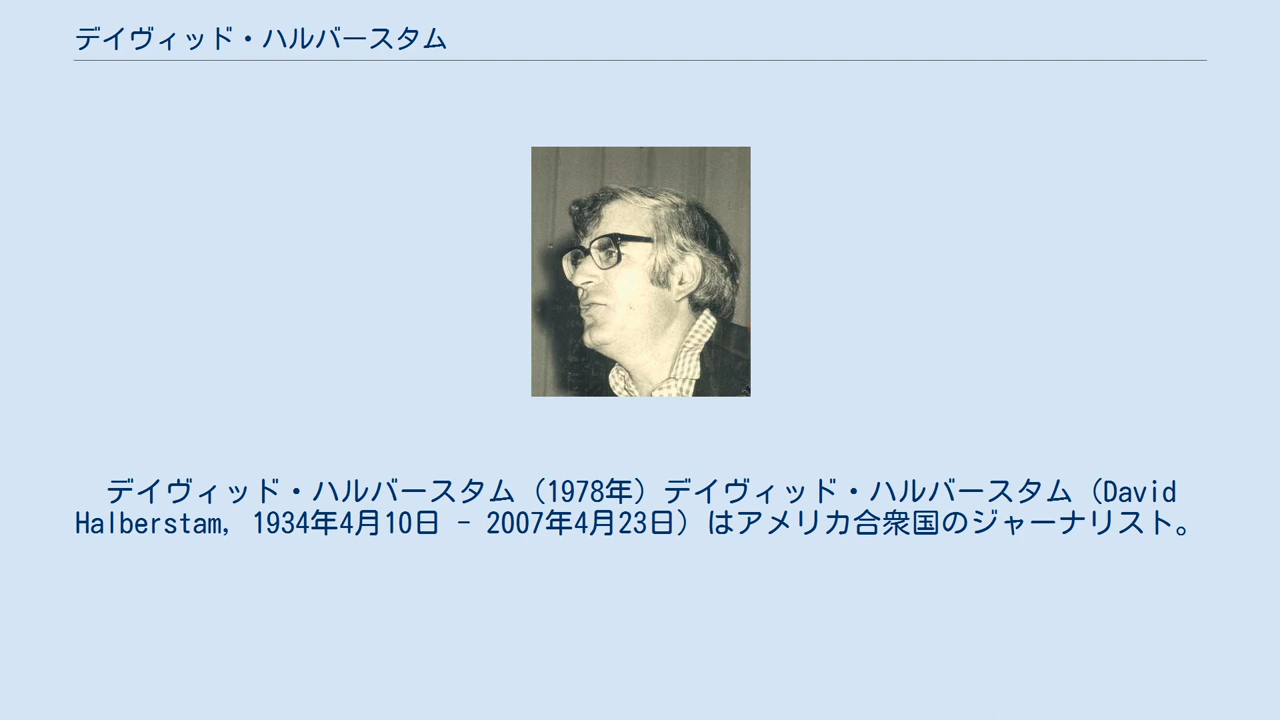 デイヴィッド・ハルバースタム
デイヴィッド・ハルバースタム（1978年）デイヴィッド・ハルバースタム（David
Halberstam, 1934年4月10日 - 2007年4月23日）はアメリカ合衆国のジャーナリスト。